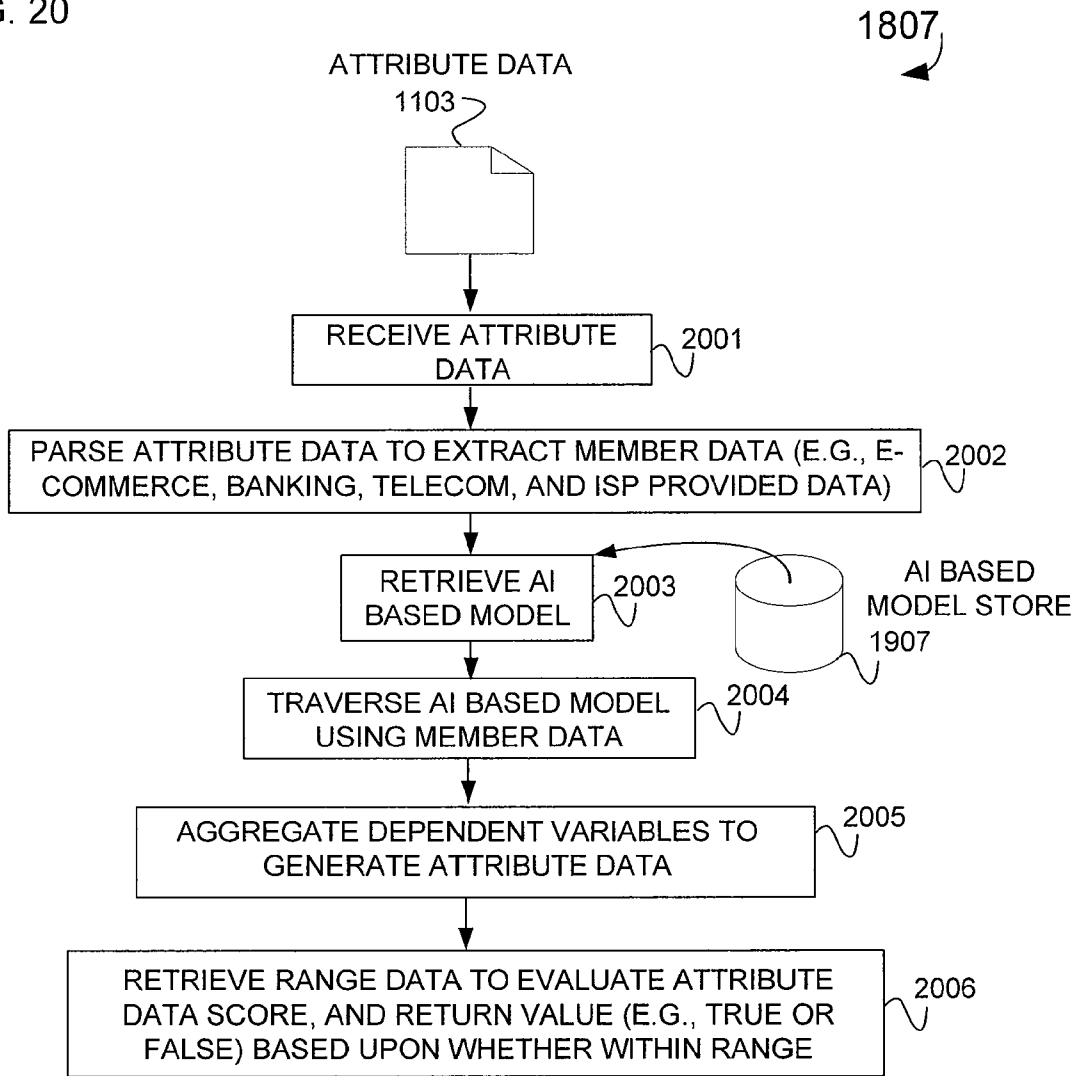 G. 20
1807
ATTRIBUTE DATA
1103
RECEIVE ATTRIBUTE
DATA
2001
PARSE ATTRIBUTE DATA TO EXTRACT MEMBER DATA (E.G., E-
COMMERCE, BANKING, TELECOM, AND ISP PROVIDED DATA)
2002
RETRIEVE AI
BASED MODEL
2003
AI BASED
MODEL STORE
1907
TRAVERSE AI BASED MODEL
USING MEMBER DATA
2004
AGGREGATE DEPENDENT VARIABLES TO
GENERATE ATTRIBUTE DATA
2005
RETRIEVE RANGE DATA TO EVALUATE ATTRIBUTE
DATA SCORE, AND RETURN VALUE (E.G., TRUE OR
FALSE) BASED UPON WHETHER WITHIN RANGE
2006